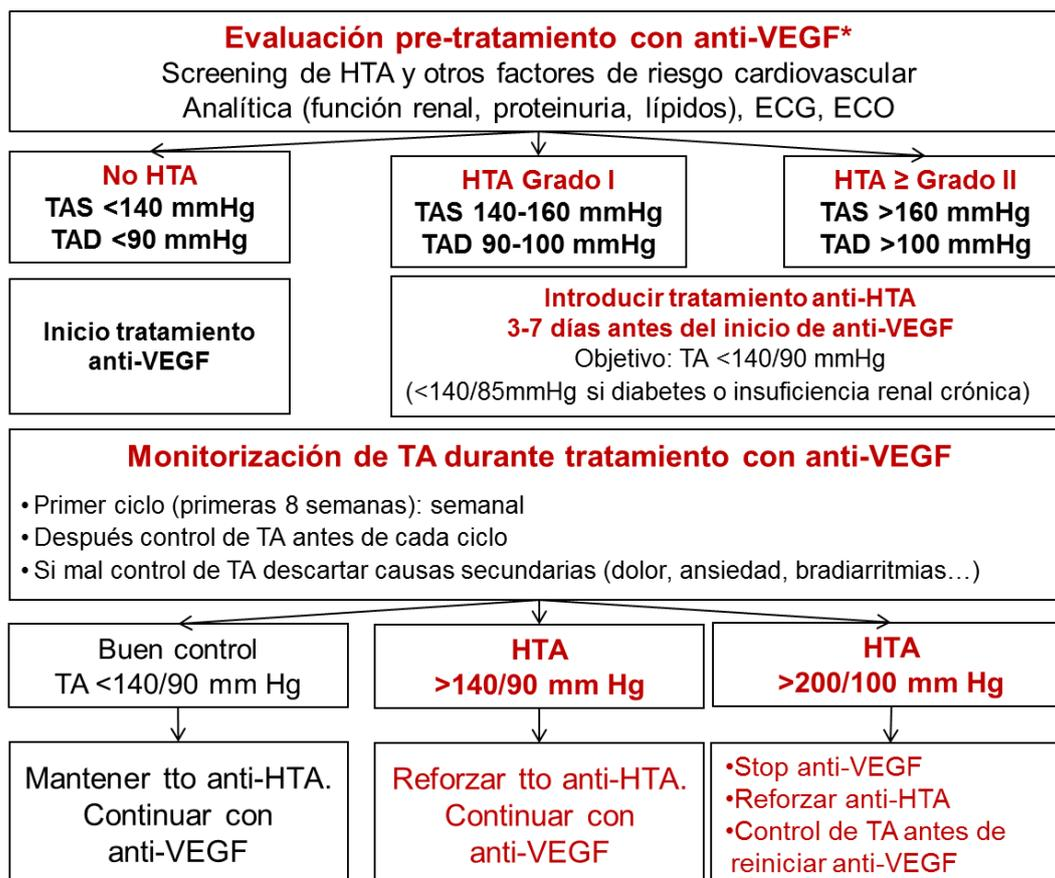 Evaluación pre-tratamiento con anti-VEGF*
Screening de HTA y otros factores de riesgo cardiovascular
Analítica (función renal, proteinuria, lípidos), ECG, ECO
No HTA
TAS <140 mmHg
TAD <90 mmHg
HTA Grado I
TAS 140-160 mmHg
TAD 90-100 mmHg
HTA ≥ Grado II
TAS >160 mmHg
TAD >100 mmHg
Inicio tratamiento
anti-VEGF
Introducir tratamiento anti-HTA
3-7 días antes del inicio de anti-VEGF
Objetivo: TA <140/90 mmHg
(<140/85mmHg si diabetes o insuficiencia renal crónica)
Monitorización de TA durante tratamiento con anti-VEGF
• Primer ciclo (primeras 8 semanas): semanal
• Después control de TA antes de cada ciclo
• Si mal control de TA descartar causas secundarias (dolor, ansiedad, bradiarritmias…)
Buen control
TA <140/90 mm Hg
HTA
>140/90 mm Hg
HTA
>200/100 mm Hg
Mantener tto anti-HTA.
Continuar con
anti-VEGF
Reforzar tto anti-HTA.
Continuar con
anti-VEGF
•Stop anti-VEGF
•Reforzar anti-HTA
•Control de TA antes de
reiniciar anti-VEGF